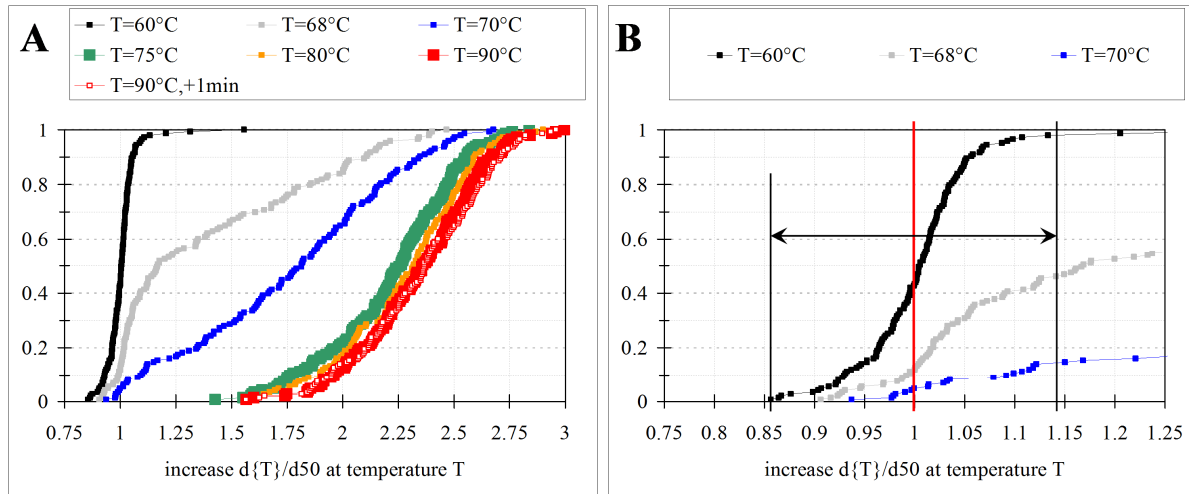 A
T=60°C T=68°C T=70°C
T=75°C T=80°C T=90°C
T=90°C,+1min
1
0.8
0.6
0.4
0.2
0
0.75 1 1.25 1.5 1.75 2 2.25 2.5 2.75 3
increase d{T}/d50 at temperature T
B
T=60°C T=68°C T=70°C
1
0.8
0.6
0.4
0.2
0
0.75 0.8 0.85 0.9 0.95 1 1.05 1.1 1.15 1.2 1.25
increase d{T}/d50 at temperature T